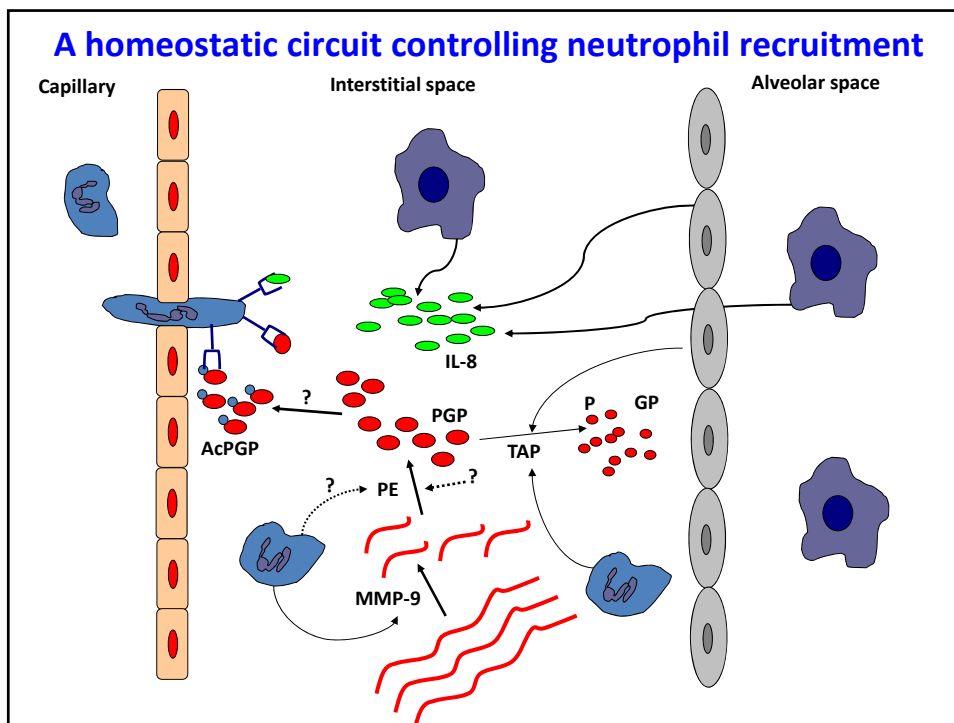 A homeostatic circuit controlling neutrophil recruitment
Capillary
Interstitial space
Alveolar space
IL-8
?
PGP
P
GP
AcPGP
TAP
?
PE
?
MMP-9